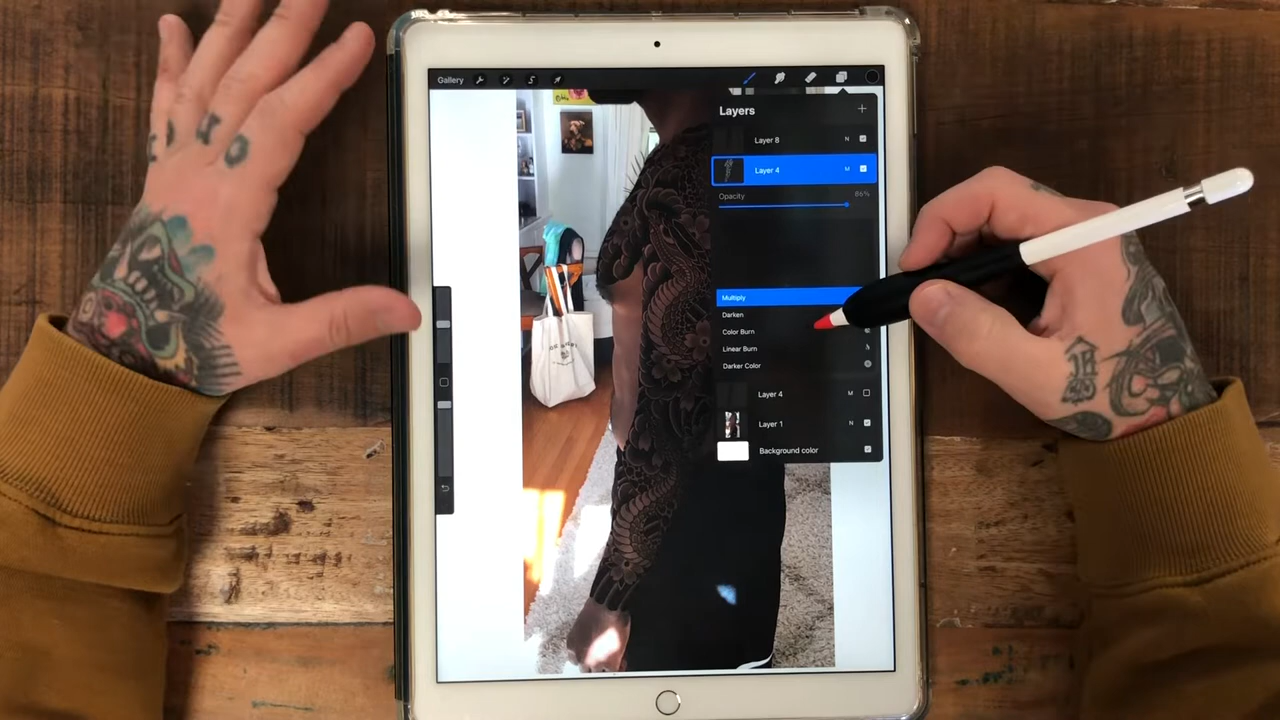 Gallery
Layers
Layer 8 N
Layer 4 M
Opacity 86%
Multiply
Darken
Color Burn
Linear Burn
Darker Color
Layer 4 M
Layer 1 N
Background color